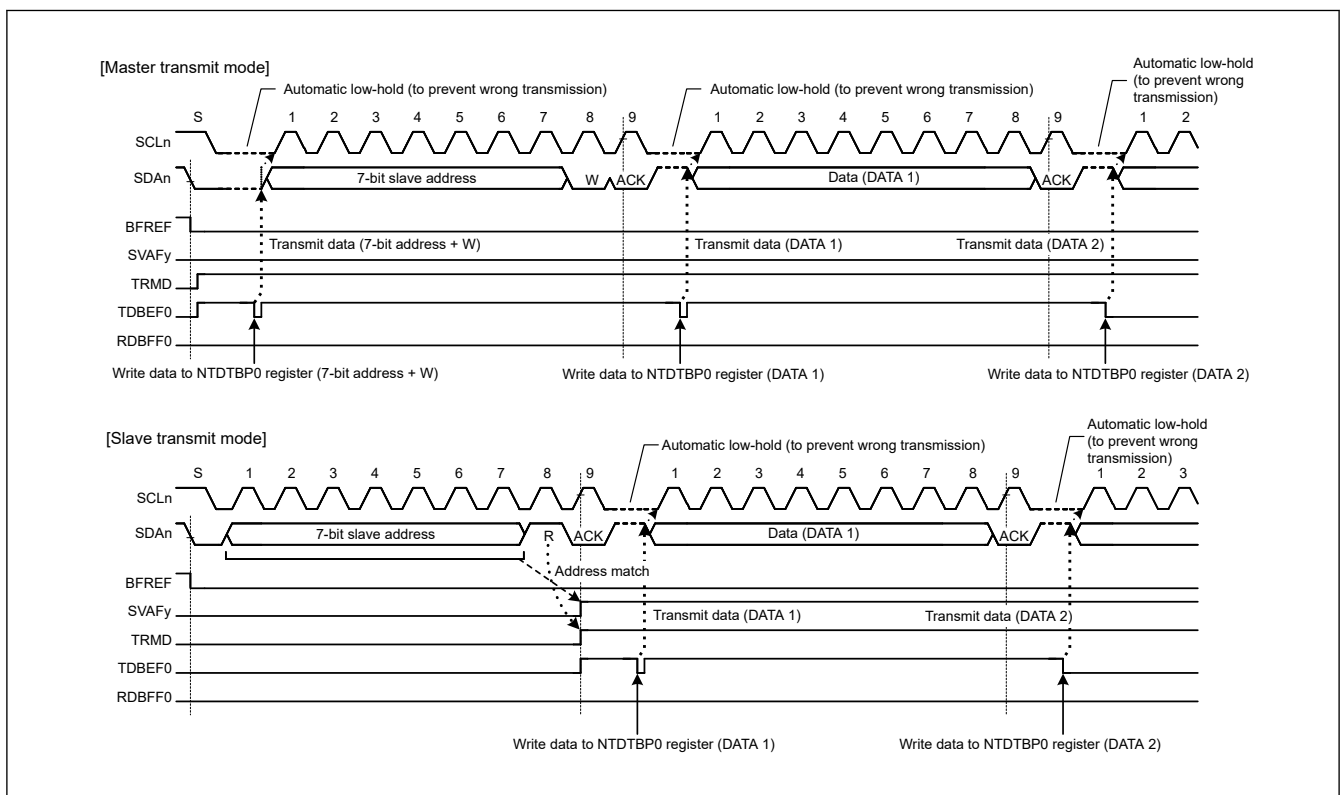 [Master transmit mode]
Automatic low-hold (to prevent wrong transmission)
Automatic low-hold (to prevent wrong transmission)
Automatic low-hold
(to prevent wrong
transmission)
S 1 2 3 4 5 6 7 8 9 1 2 3 4 5 6 7 8 9 1 2
SCLn
SDAn 7-bit slave address W ACK Data (DATA 1) ACK
BFREF
Transmit data (7-bit address + W) Transmit data (DATA 1) Transmit data (DATA 2)
SVAFy
TRMD
TDBEF0
RDBFF0
Write data to NTDTBP0 register (7-bit address + W) Write data to NTDTBP0 register (DATA 1) Write data to NTDTBP0 register (DATA 2)
[Slave transmit mode]
Automatic low-hold (to prevent wrong transmission)
Automatic low-hold
(to prevent wrong
transmission)
S 1 2 3 4 5 6 7 8 9 1 2 3 4 5 6 7 8 9 1 2 3
SCLn
SDAn 7-bit slave address R ACK Data (DATA 1) ACK
Address match
BFREF
SVAFy
Transmit data (DATA 1) Transmit data (DATA 2)
TRMD
TDBEF0
RDBFF0
Write data to NTDTBP0 register (DATA 1) Write data to NTDTBP0 register (DATA 2)